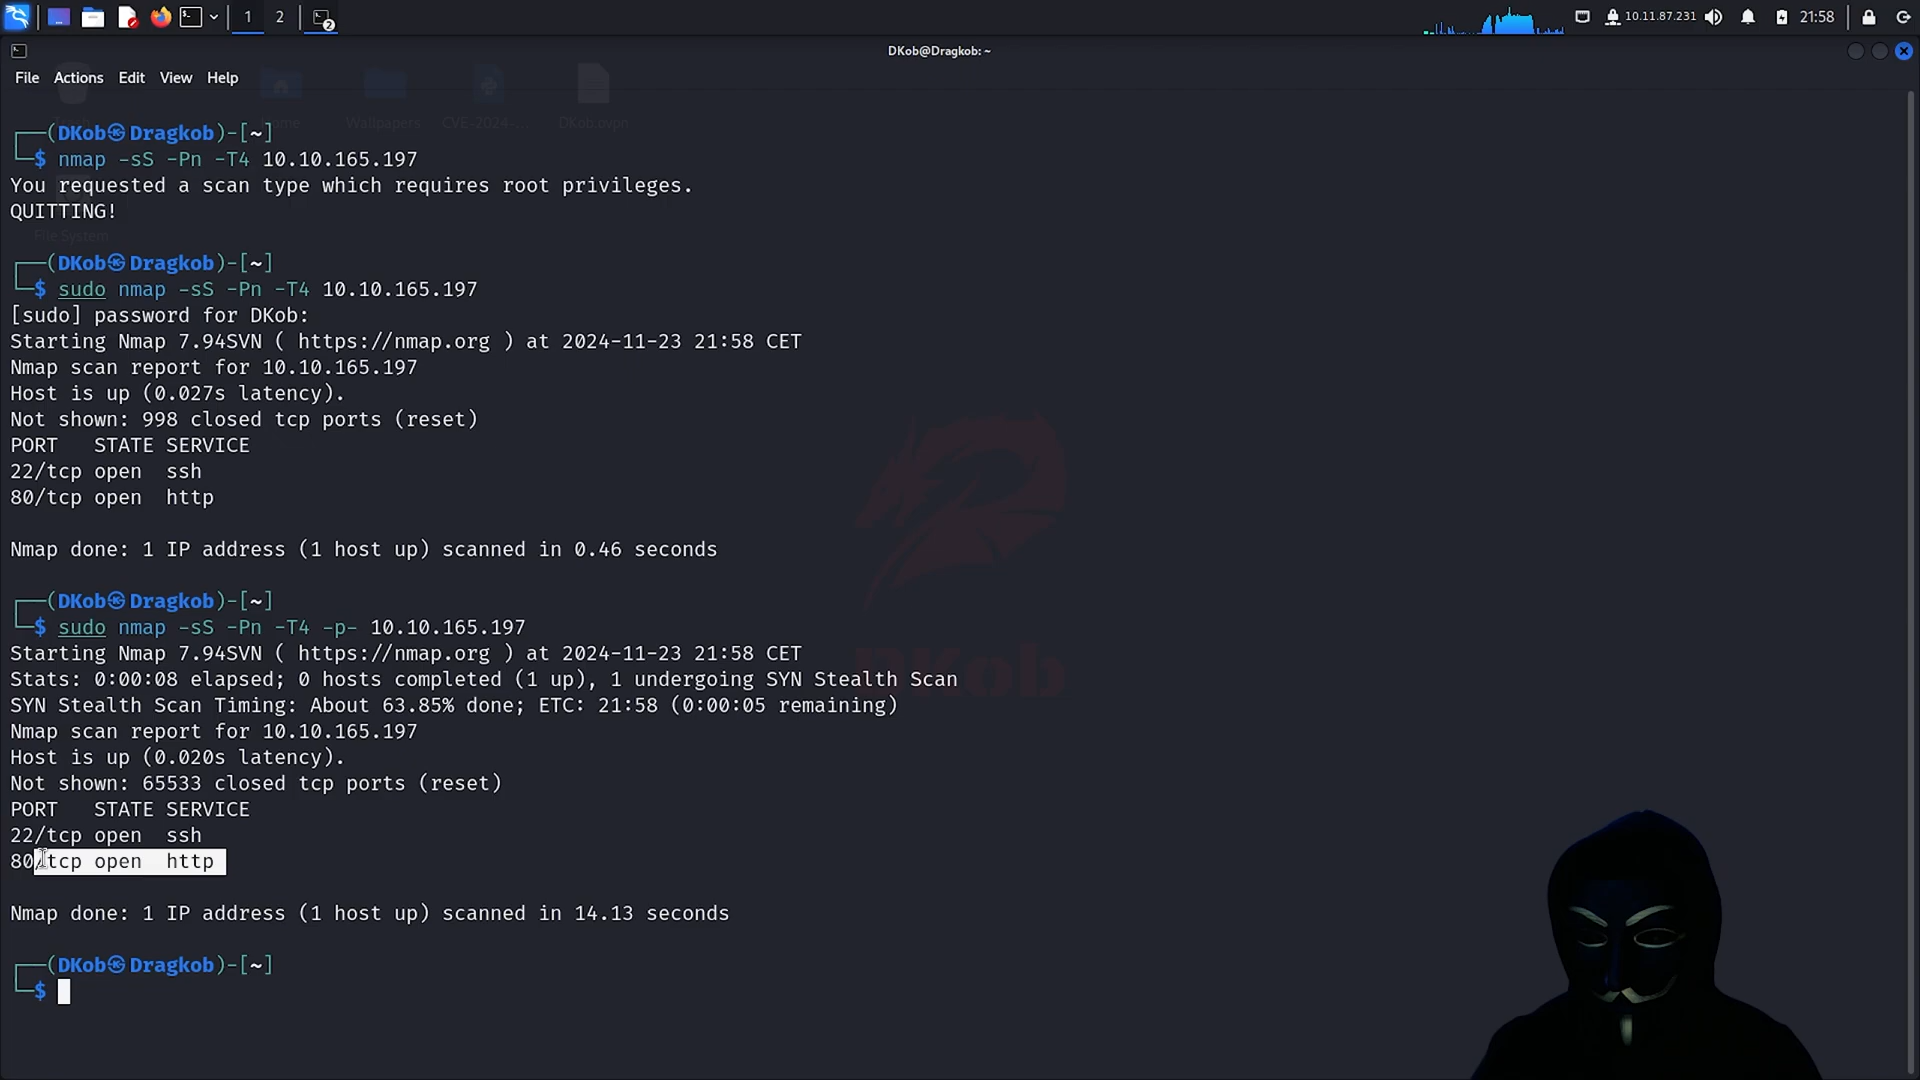 1 2 2 10.11.87.231 21:58
DKob@Dragkob: ~
File Actions Edit View Help
Home Wallpapers CVE-2024-... DKob.ovpn
┌──(DKob㉿Dragkob)-[~]
└─$ nmap -sS -Pn -T4 10.10.165.197
You requested a scan type which requires root privileges.
QUITTING!
File System
┌──(DKob㉿Dragkob)-[~]
└─$ sudo nmap -sS -Pn -T4 10.10.165.197
[sudo] password for DKob:
Starting Nmap 7.94SVN ( https://nmap.org ) at 2024-11-23 21:58 CET
Nmap scan report for 10.10.165.197
Host is up (0.027s latency).
Not shown: 998 closed tcp ports (reset)
PORT   STATE SERVICE
22/tcp open  ssh
80/tcp open  http
Nmap done: 1 IP address (1 host up) scanned in 0.46 seconds
┌──(DKob㉿Dragkob)-[~]
└─$ sudo nmap -sS -Pn -T4 -p- 10.10.165.197
Starting Nmap 7.94SVN ( https://nmap.org ) at 2024-11-23 21:58 CET
DKob
Stats: 0:00:08 elapsed; 0 hosts completed (1 up), 1 undergoing SYN Stealth Scan
SYN Stealth Scan Timing: About 63.85% done; ETC: 21:58 (0:00:05 remaining)
Nmap scan report for 10.10.165.197
Host is up (0.020s latency).
Not shown: 65533 closed tcp ports (reset)
PORT   STATE SERVICE
22/tcp open  ssh
80/tcp open  http
Nmap done: 1 IP address (1 host up) scanned in 14.13 seconds
┌──(DKob㉿Dragkob)-[~]
└─$